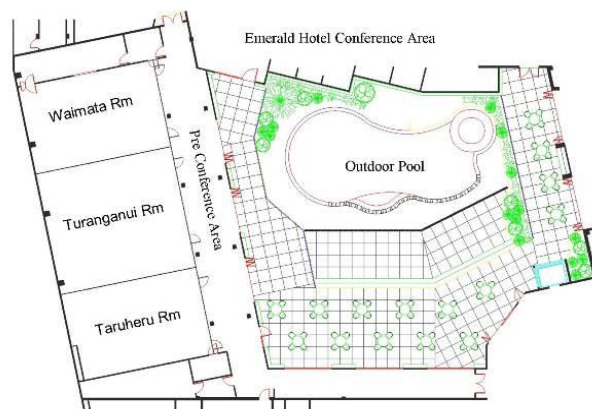 Emerald Hotel Conference Area
Waimata Rm
Pre Conference Area
Outdoor Pool
Turanganui Rm
Taruheru Rm